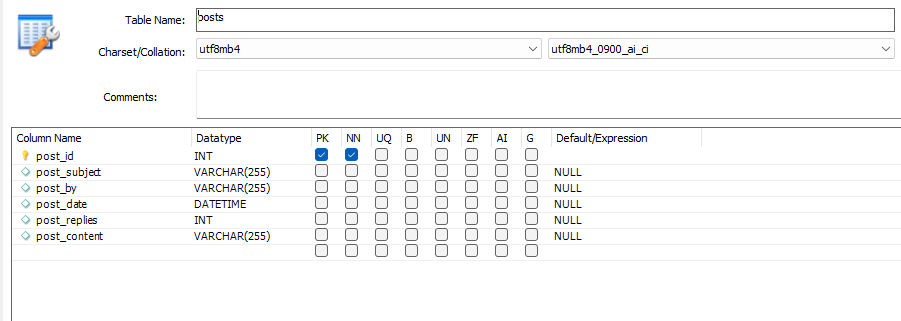 Table Name: posts
Charset/Collation: utf8mb4 utf8mb4_0900_ai_ci
Comments:
Column Name Datatype PK NN UQ B UN ZF AI G Default/Expression
post_id INT
post_subject VARCHAR(255) NULL
post_by VARCHAR(255) NULL
post_date DATETIME NULL
post_replies INT NULL
post_content VARCHAR(255) NULL